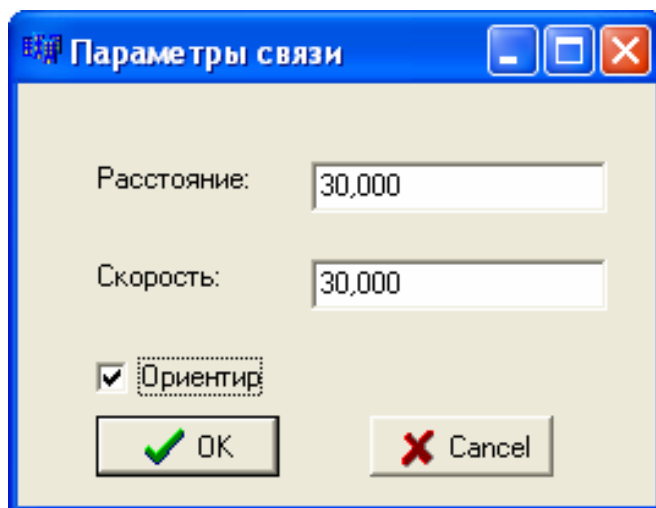 Параметры связи
Расстояние: 30,000
Скорость: 30,000
Ориентир
OK Cancel